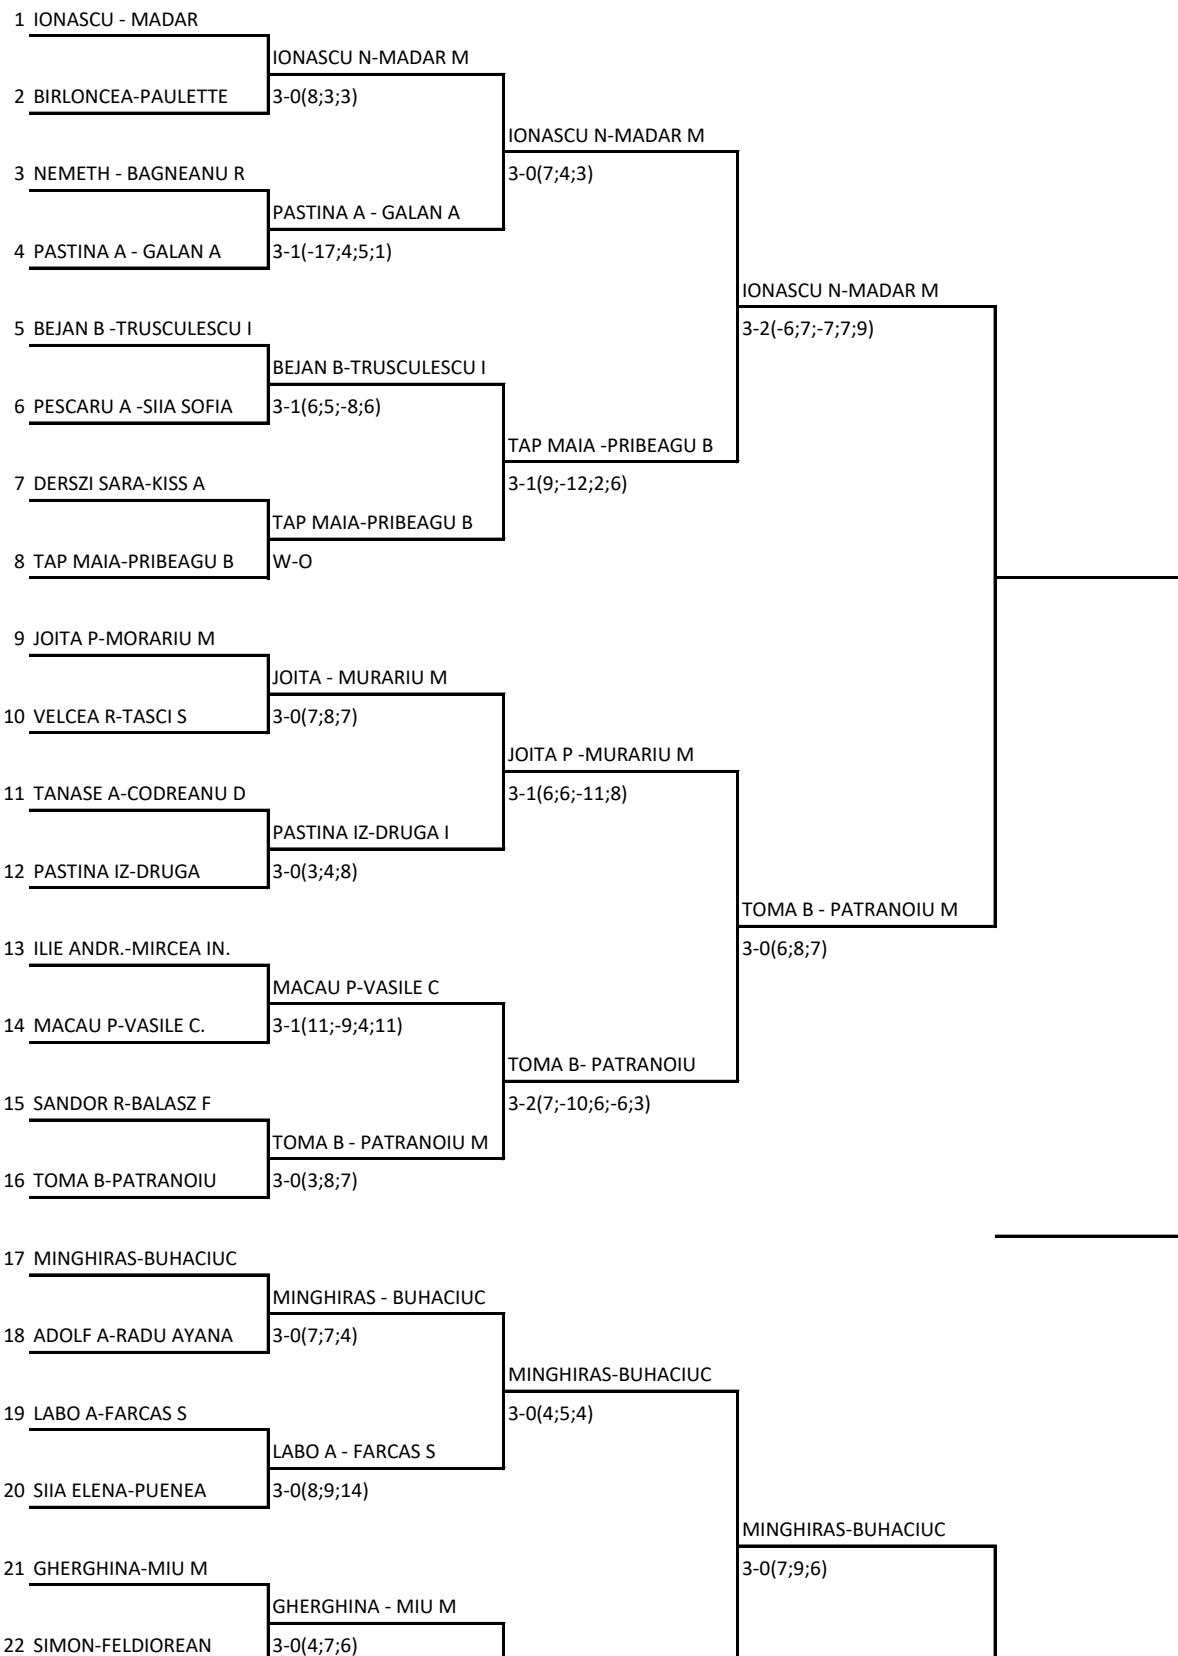 1 IONASCU - MADAR
IONASCU N-MADAR M
2 BIRLONCEA-PAULETTE
3-0(8;3;3)
IONASCU N-MADAR M
3 NEMETH - BAGNEANU R
3-0(7;4;3)
PASTINA A - GALAN A
4 PASTINA A - GALAN A
3-1(-17;4;5;1)
IONASCU N-MADAR M
5 BEJAN B -TRUSCULESCU I
3-2(-6;7;-7;7;9)
BEJAN B-TRUSCULESCU I
6 PESCARU A -SIIA SOFIA
3-1(6;5;-8;6)
TAP MAIA -PRIBEAGU B
7 DERSZI SARA-KISS A
3-1(9;-12;2;6)
TAP MAIA-PRIBEAGU B
8 TAP MAIA-PRIBEAGU B
W-O
9 JOITA P-MORARIU M
JOITA - MURARIU M
10 VELCEA R-TASCI S
3-0(7;8;7)
JOITA P -MURARIU M
11 TANASE A-CODREANU D
3-1(6;6;-11;8)
PASTINA IZ-DRUGA I
12 PASTINA IZ-DRUGA
3-0(3;4;8)
TOMA B - PATRANOIU M
13 ILIE ANDR.-MIRCEA IN.
3-0(6;8;7)
MACAU P-VASILE C
14 MACAU P-VASILE C.
3-1(11;-9;4;11)
TOMA B- PATRANOIU
15 SANDOR R-BALASZ F
3-2(7;-10;6;-6;3)
TOMA B - PATRANOIU M
16 TOMA B-PATRANOIU
3-0(3;8;7)
17 MINGHIRAS-BUHACIUC
MINGHIRAS - BUHACIUC
18 ADOLF A-RADU AYANA
3-0(7;7;4)
MINGHIRAS-BUHACIUC
19 LABO A-FARCAS S
3-0(4;5;4)
LABO A - FARCAS S
20 SIIA ELENA-PUENEA
3-0(8;9;14)
MINGHIRAS-BUHACIUC
21 GHERGHINA-MIU M
3-0(7;9;6)
GHERGHINA - MIU M
22 SIMON-FELDIOREAN
3-0(4;7;6)